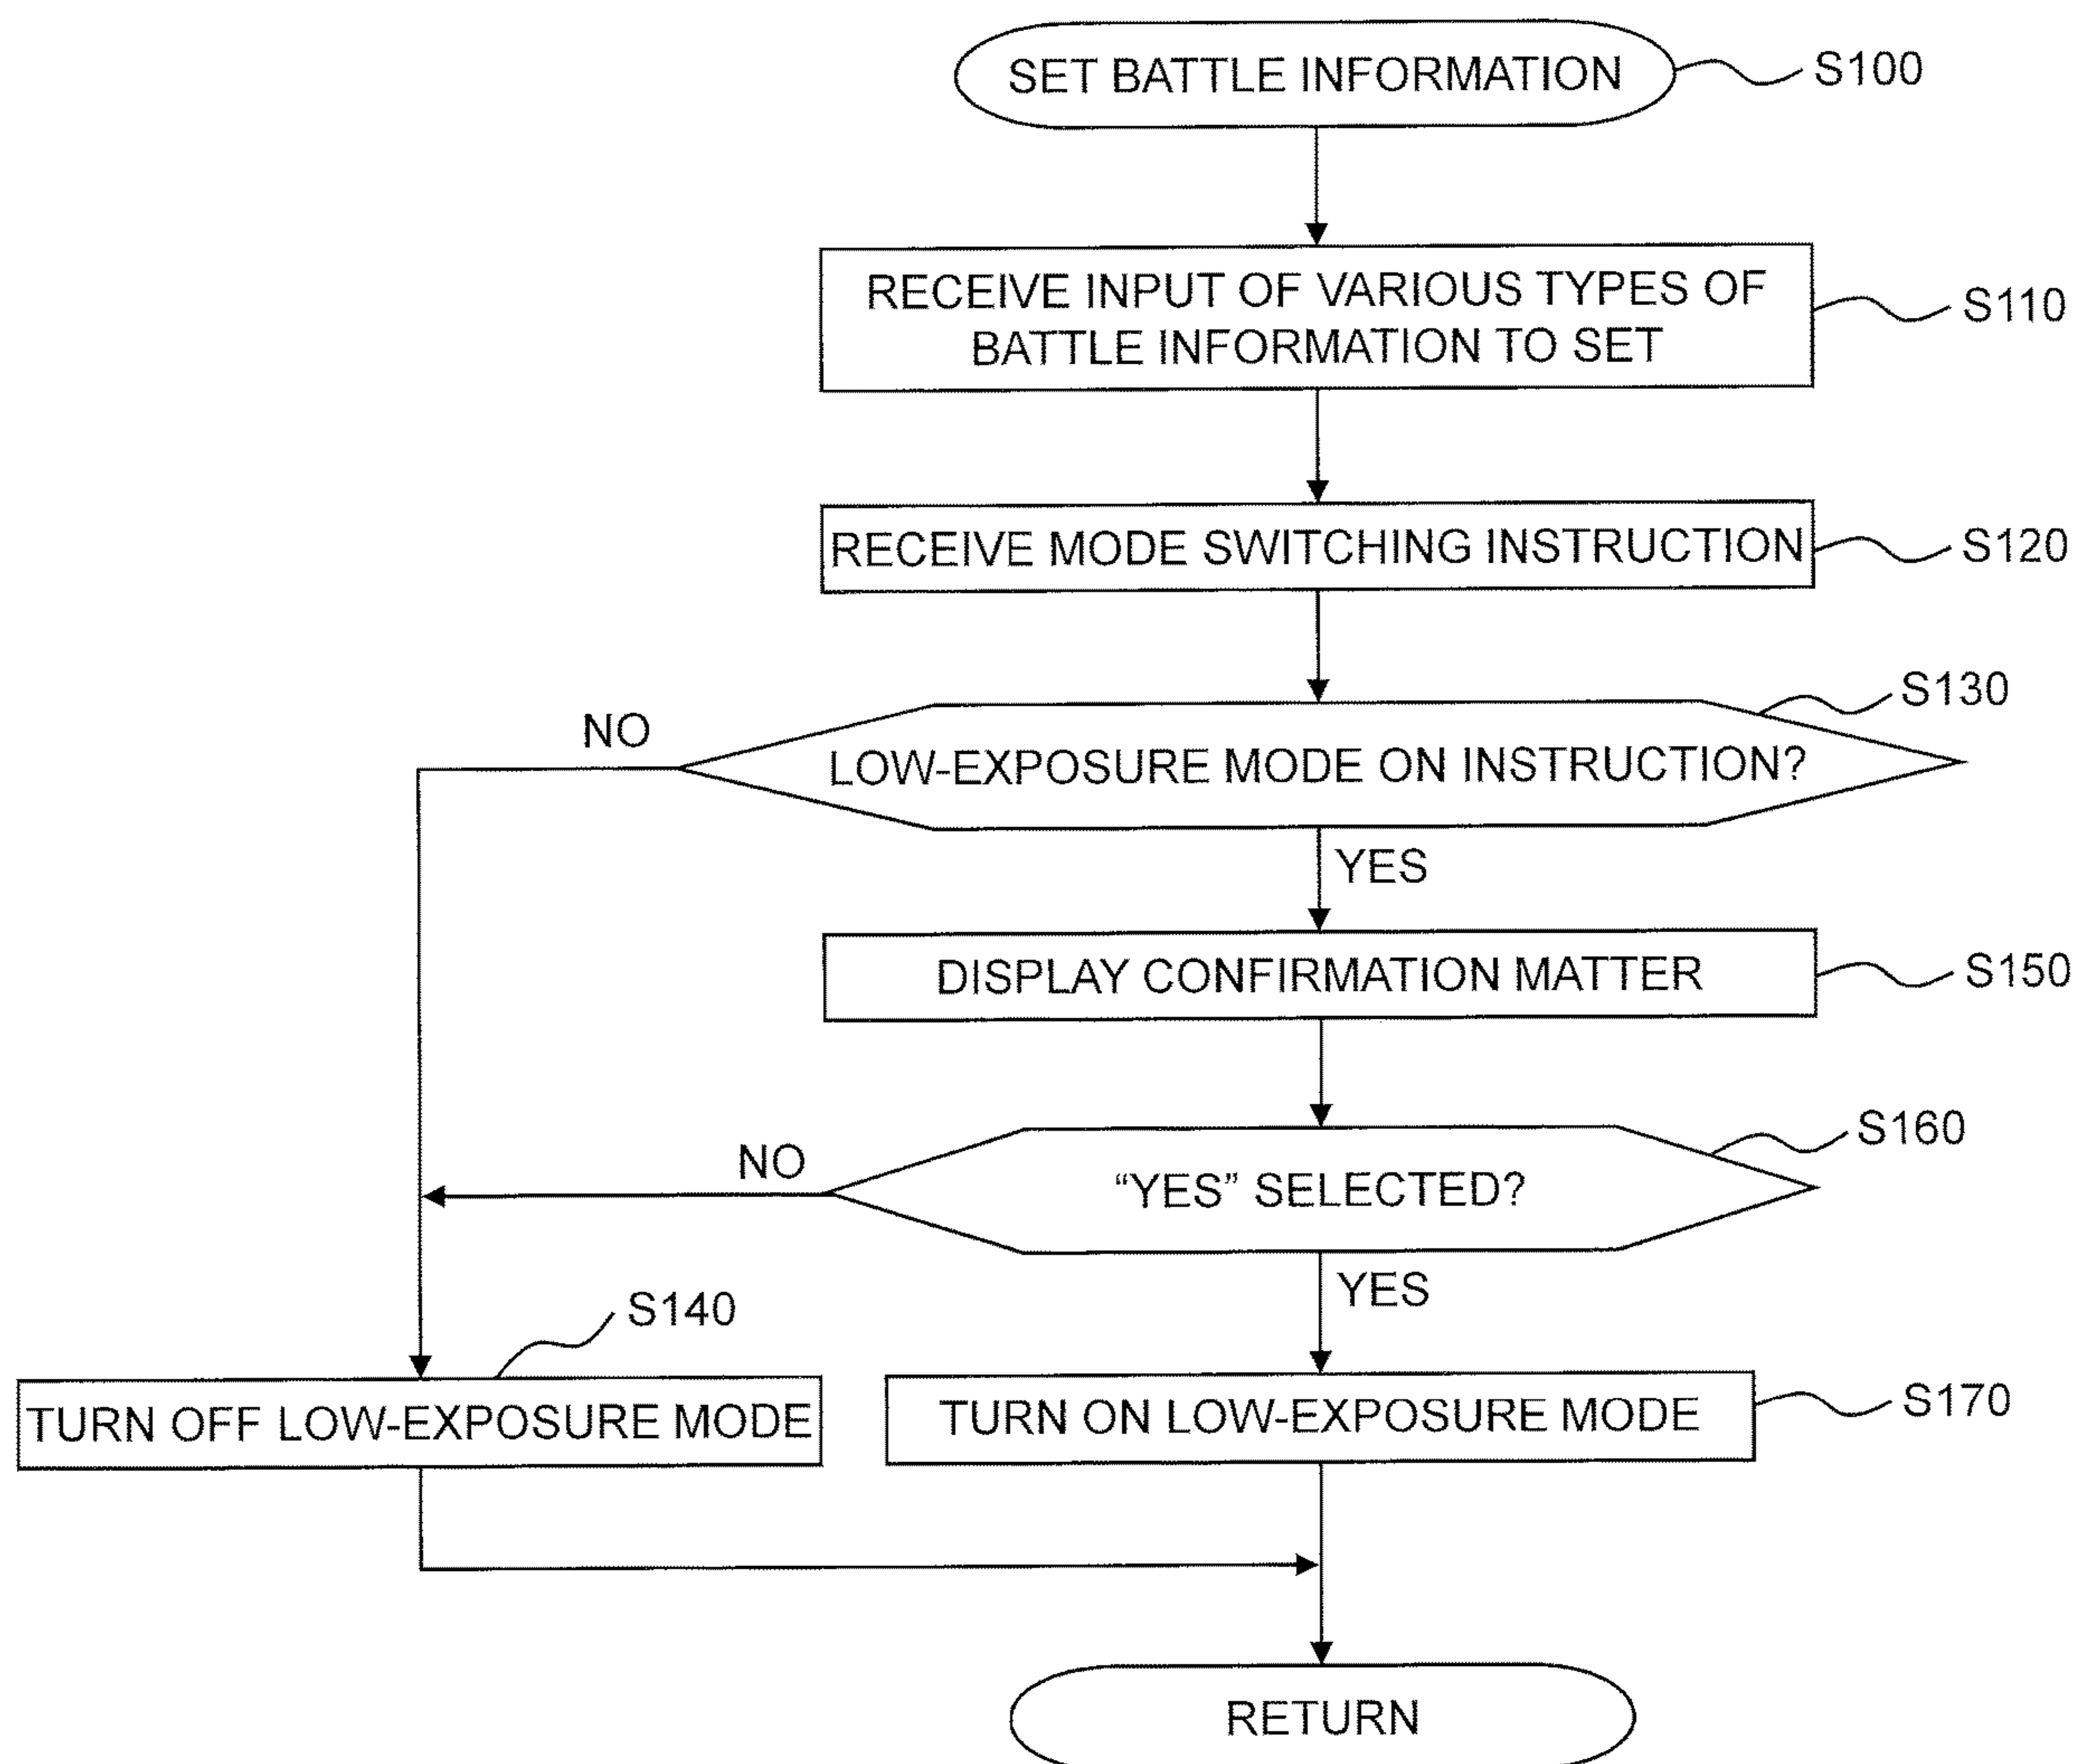 SET BATTLE INFORMATION
S100
RECEIVE INPUT OF VARIOUS TYPES OF
BATTLE INFORMATION TO SET
S110
RECEIVE MODE SWITCHING INSTRUCTION
S120
S130
NO
LOW-EXPOSURE MODE ON INSTRUCTION?
YES
DISPLAY CONFIRMATION MATTER
S150
S160
NO
“YES” SELECTED?
YES
S140
TURN OFF LOW-EXPOSURE MODE
TURN ON LOW-EXPOSURE MODE
S170
RETURN